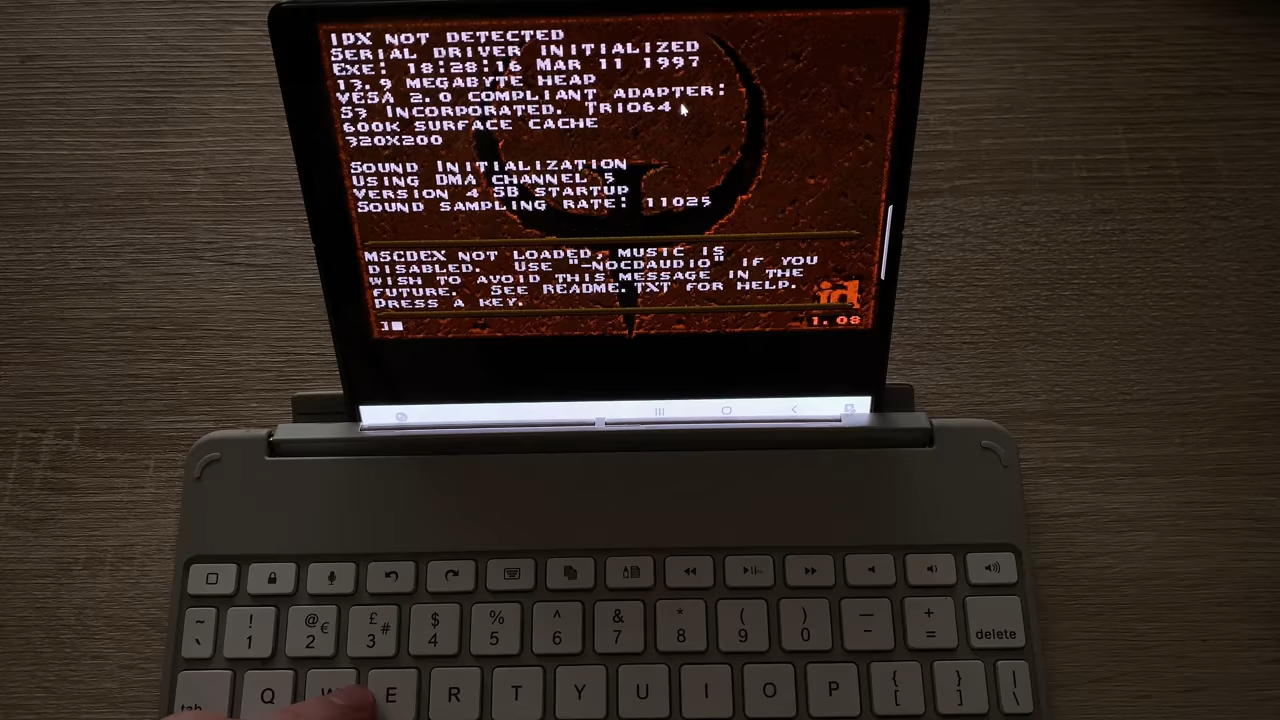 IPX NOT DETECTED
SERIAL DRIVER INITIALIZED
EXE: 18:28:16 MAR 11 1997
13.9 MEGABYTE HEAP
VESA 2.0 COMPLIANT ADAPTER:
S3 INCORPORATED. TRIO64
600K SURFACE CACHE
320X200
SOUND INITIALIZATION
USING DMA CHANNEL 5
VERSION 4 SB STARTUP
SOUND SAMPLING RATE: 11025
MSCDEX NOT LOADED, MUSIC IS
DISABLED. USE "-NOCDAUDIO" IF YOU
WISH TO AVOID THIS MESSAGE IN THE
FUTURE. SEE README.TXT FOR HELP.
PRESS A KEY.
]
id
1.08
~ ! @ € £ # $ % ^ & * ( ) — +
` 1 2 3 4 5 6 7 8 9 0 - = delete
tab Q W E R T Y U I O P { [ } ] | \